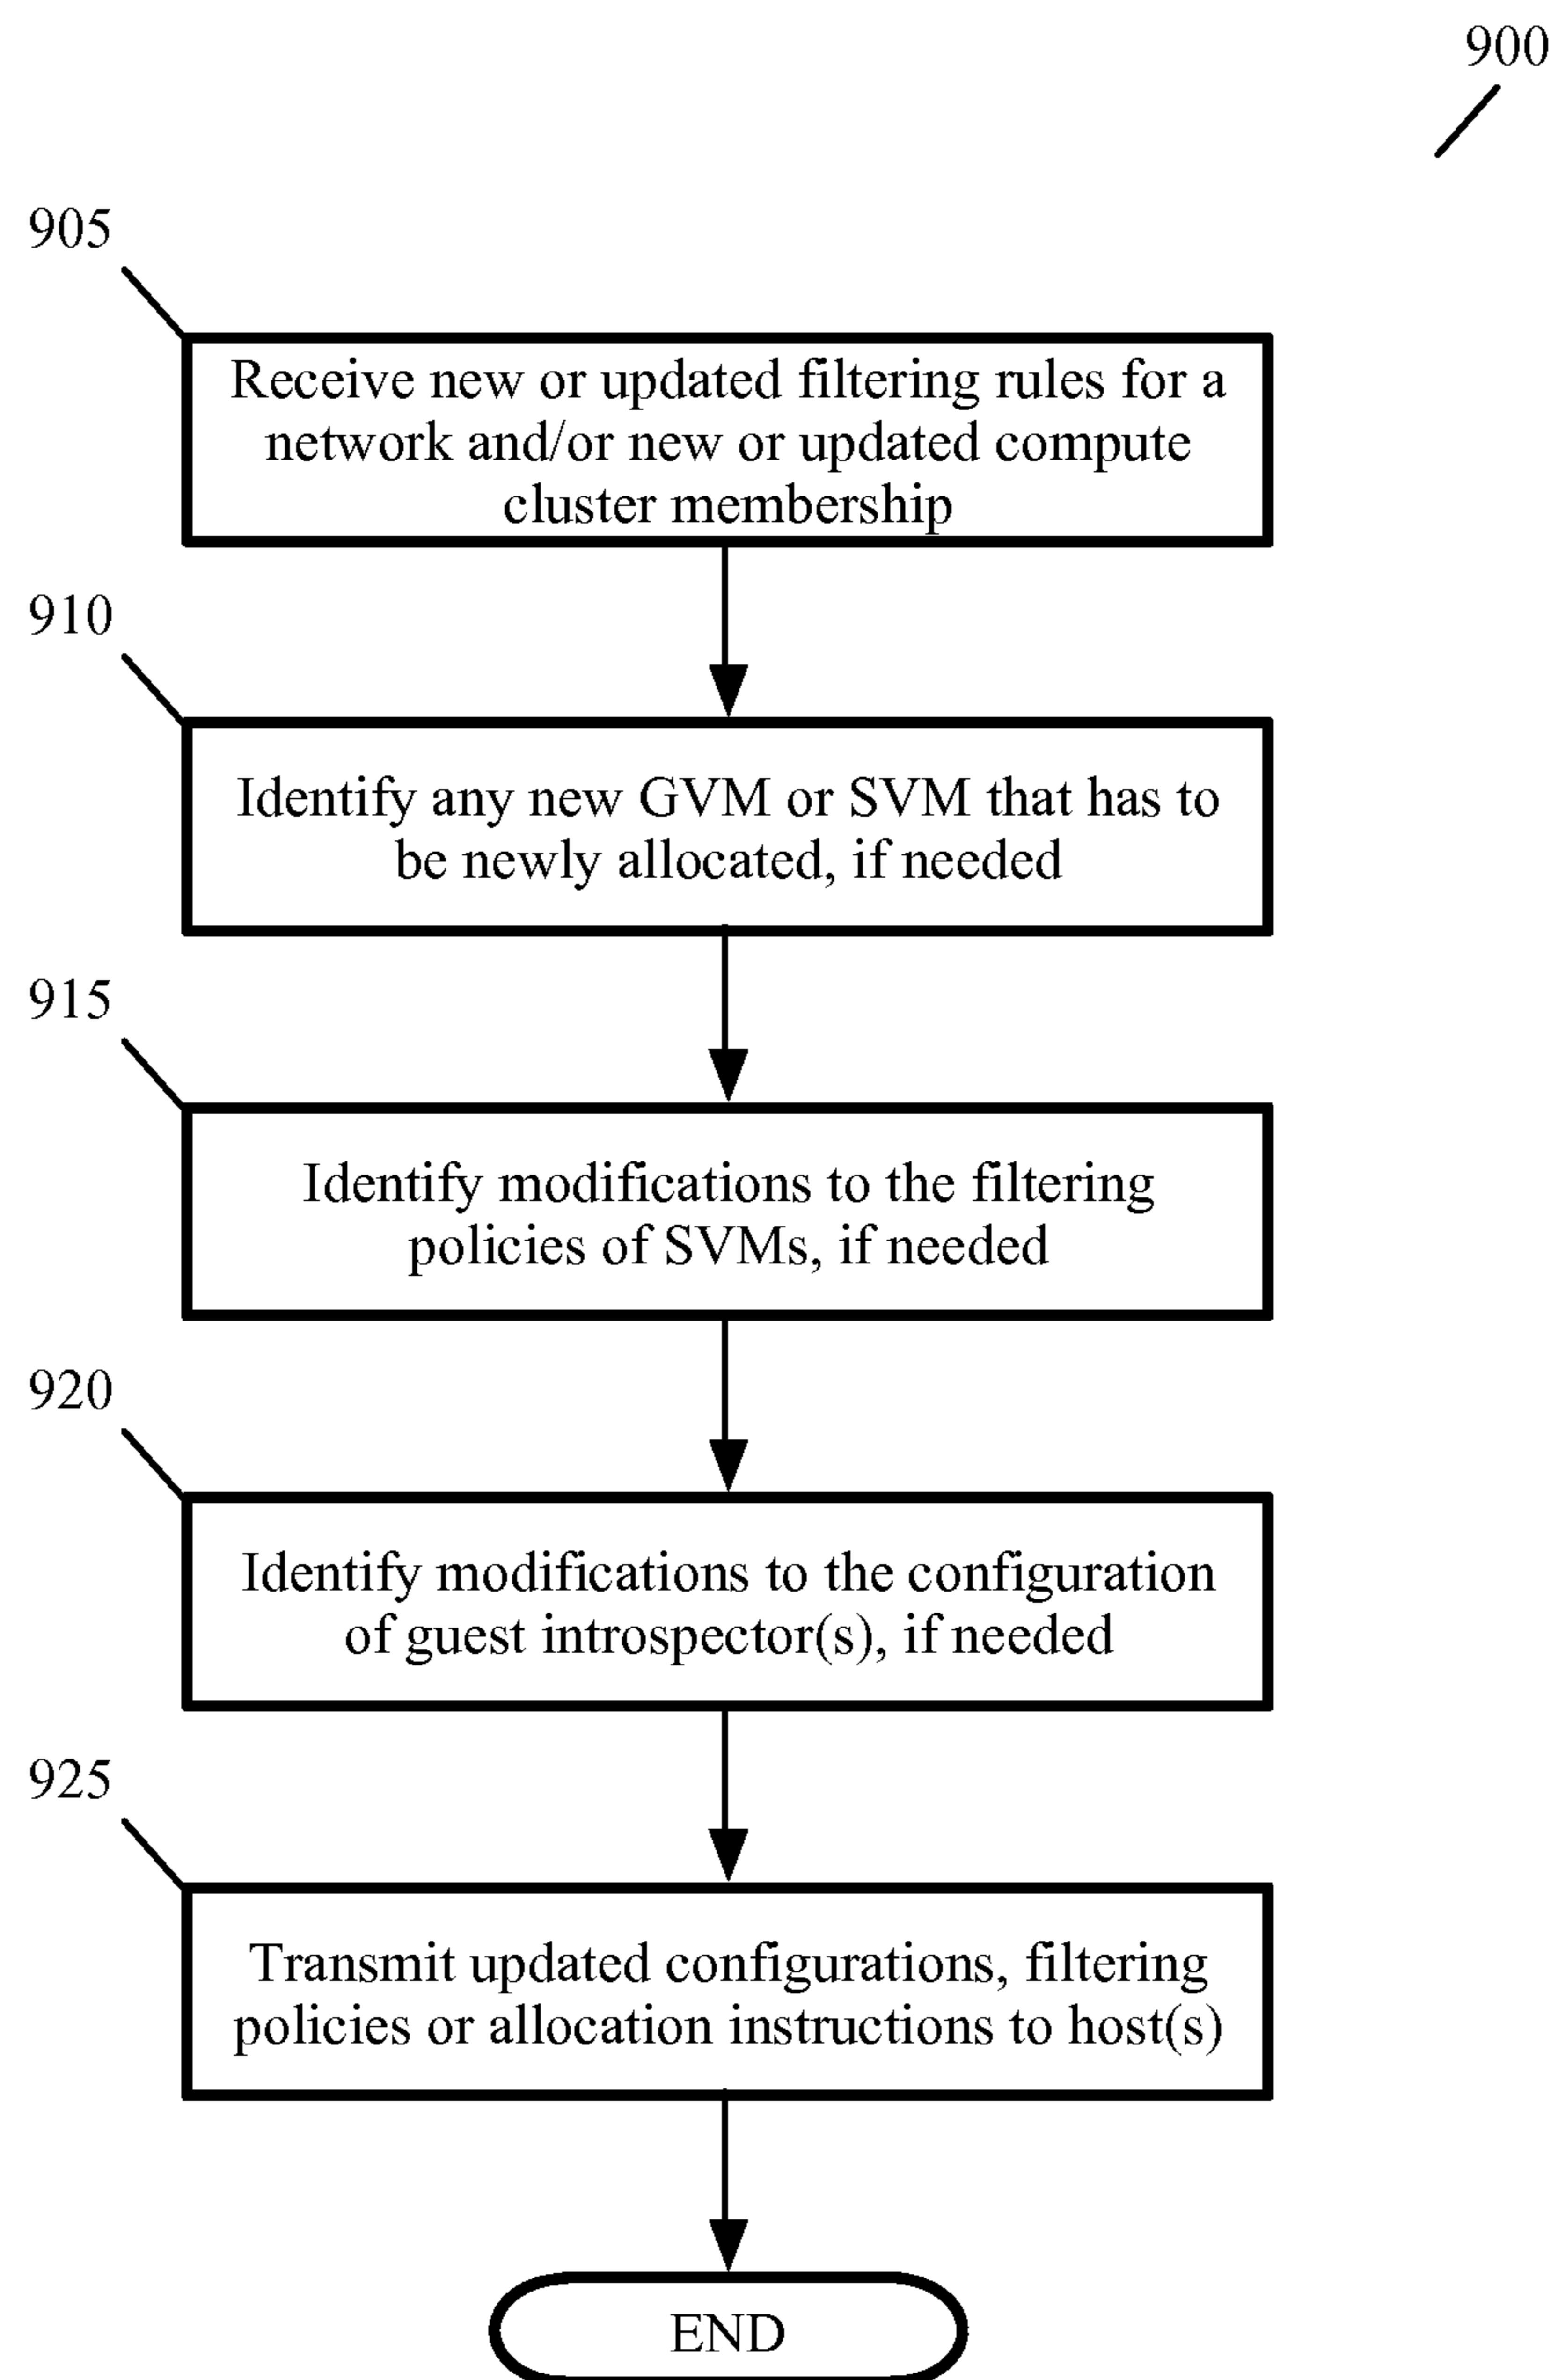 900
905
Receive new or updated filtering rules for a
network and/or new or updated compute
cluster membership
910
Identify any new GVM or SVM that has to
be newly allocated, if needed
915
Identify modifications to the filtering
policies of SVMs, if needed
920
Identify modifications to the configuration
of guest introspector(s), if needed
925
Transmit updated configurations, filtering
policies or allocation instructions to host(s)
END